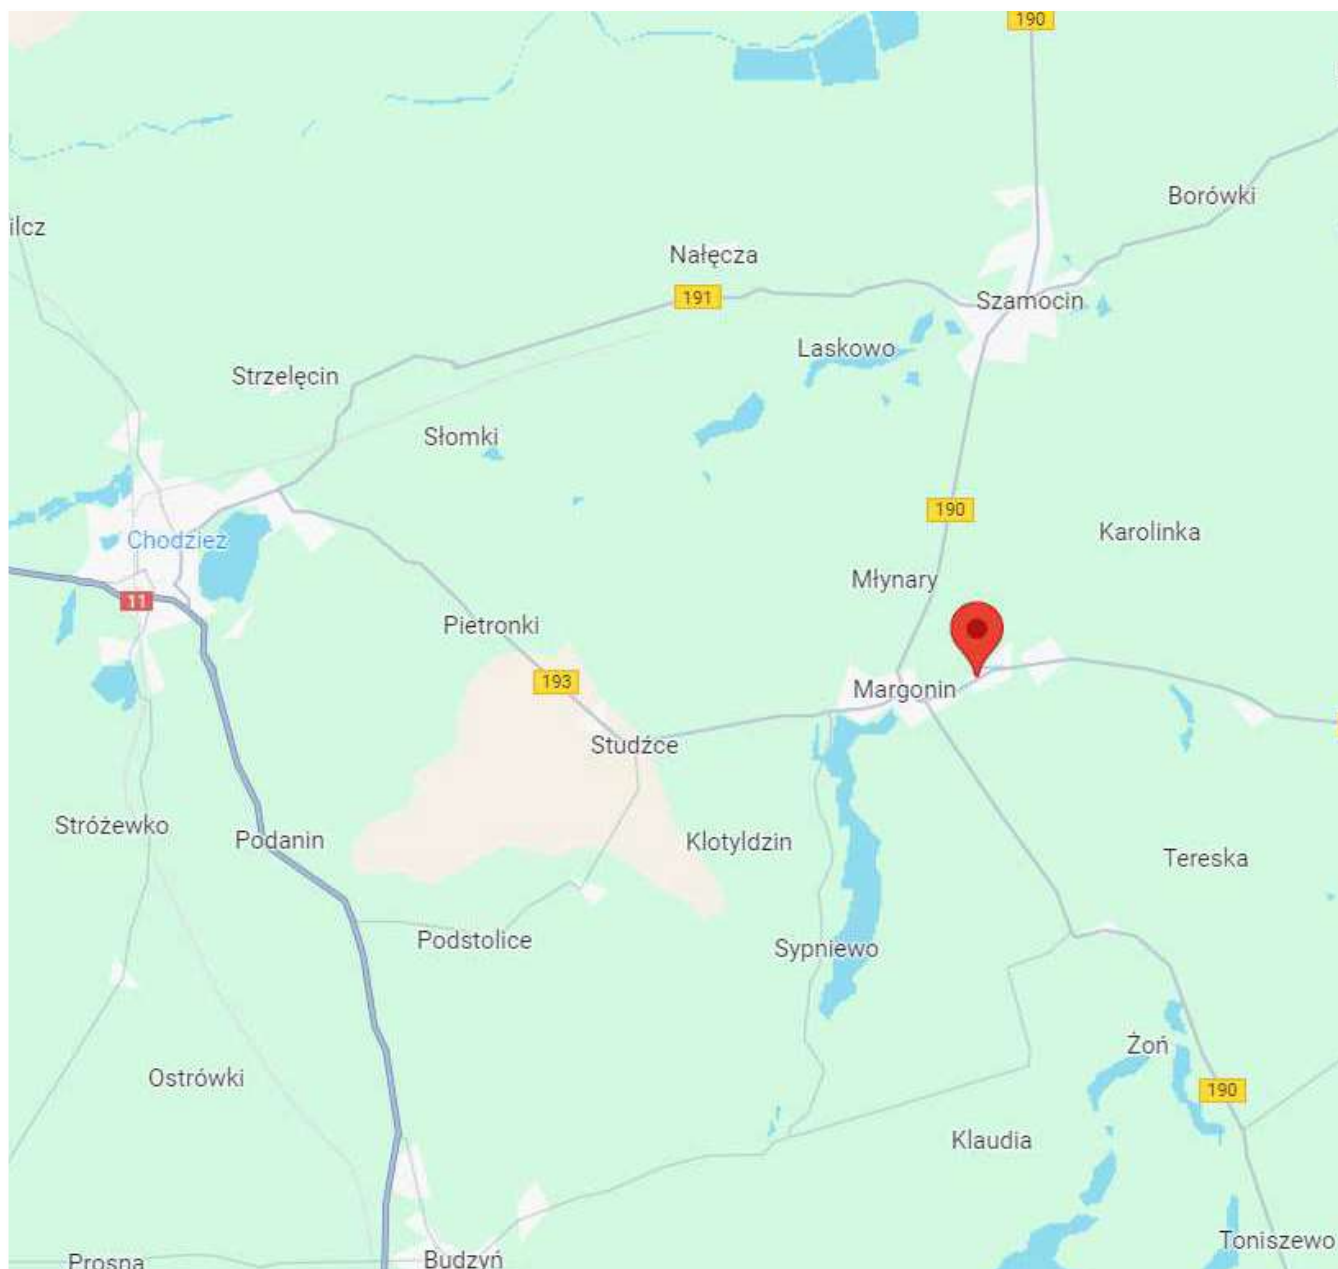 190
Borówki
ilcz
Nałęcza
191
Szamocin
Laskowo
Strzelęcin
Słomki
190
Karolinka
Chodzież
Młynary
11
Pietronki
193
Margonin
Studźce
Stróżewko
Podanin
Klotyldzin
Tereska
Podstolice
Sypniewo
Żoń
Ostrówki
190
Klaudia
Toniszewo
Prosna
Budzyń